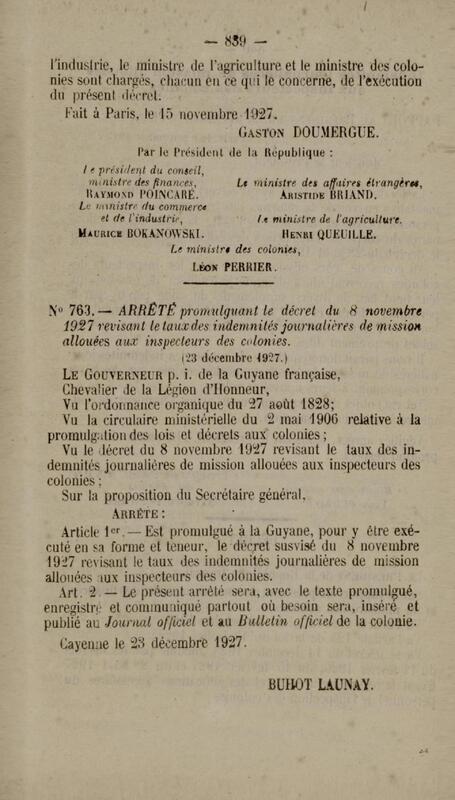 — 839 —
l'industrie, le ministre de l'agriculture et le ministre des colo-
nies sont chargés, chacun en ce qui le concerne, de l'exécution
du présent décret.
Fait à Paris, le 15 novembre 1927.
GASTON DOUMERGUE.
Par le Président de la République :
Le président du conseil,
ministre des finances,
RAYMOND POINCARÉ.
Le ministre des affaires étrangères,
ARISTIDE BRIAND.
Le ministre du commerce
et de l'industrie,
MAURICE BOKANOWSKI.
Le ministre de l'agriculture.
HENRI QUEUILLE.
Le ministre des colonies,
LÉON PERRIER.
N° 763. — ARRÊTÉ promulguant le décret du 8 novembre
1927 revisant le taux des indemnités journalières de mission
allouées aux inspecteurs des colonies.
(23 décembre 1927.)
LE GOUVERNEUR p. i. de la Guyane française,
Chevalier de la Légion d'Honneur,
Vu l'ordonnance organique du 27 août 1828;
Vu la circulaire ministérielle du 2 mai 1906 relative à la
promulgation des lois et décrets aux colonies ;
Vu le décret du 8 novembre 1927 revisant le taux des in-
demnités journalières de mission allouées aux inspecteurs des
colonies ;
Sur la proposition du Secrétaire général,
ARRÊTE :
Article 1er. — Est promulgué à la Guyane, pour y être exé-
cuté en sa forme et teneur, le décret susvisé du 8 novembre
1927 revisant le taux des indemnités journalières de mission
allouées aux inspecteurs des colonies.
Art. 2. — Le présent arrêté sera, avec le texte promulgué,
enregistré et communiqué partout où besoin sera, inséré et
publié au Journal officiel et au Bulletin officiel de la colonie.
Cayenne le 23 décembre 1927.
BUHOT LAUNAY.